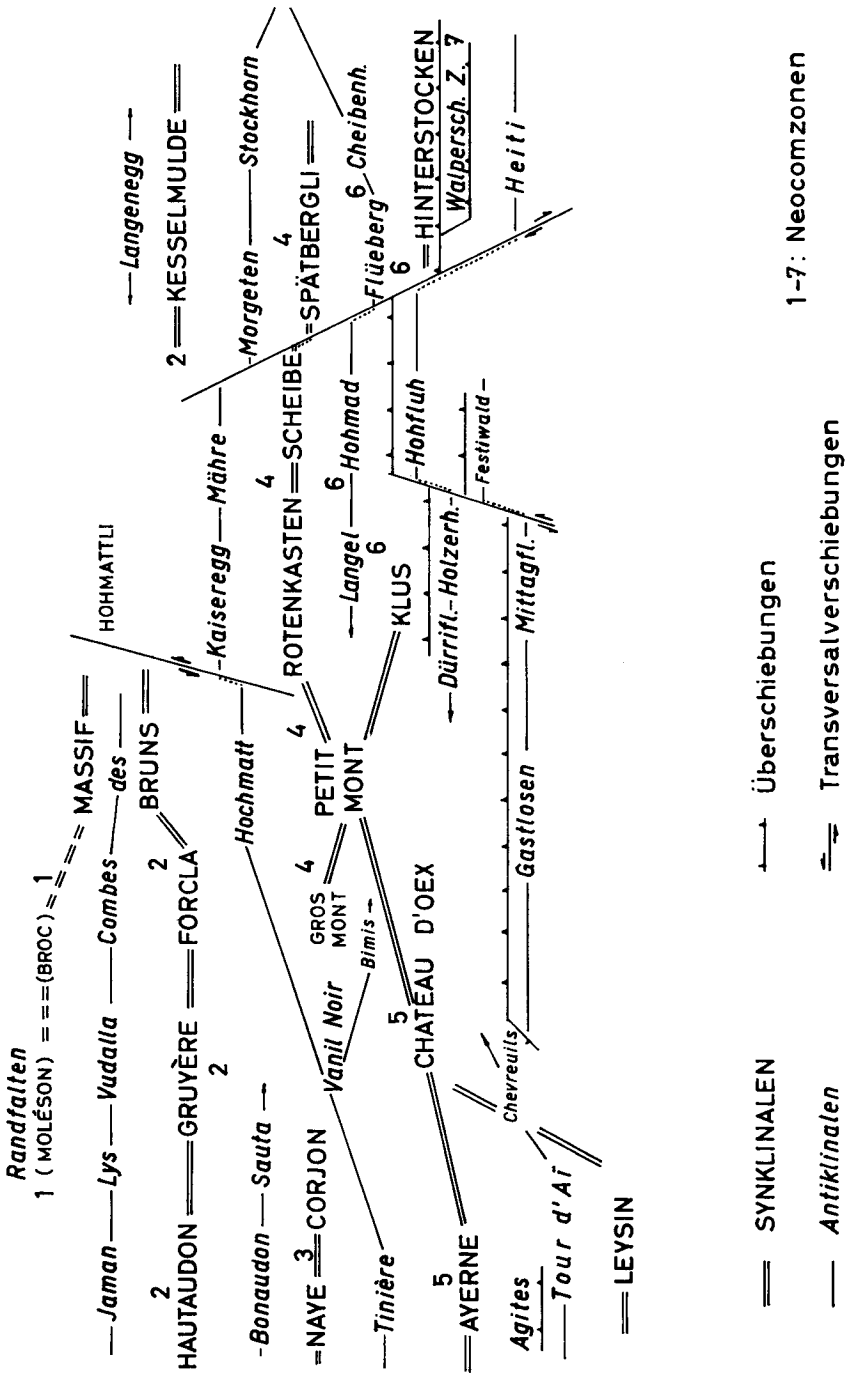 Randfalten
1 (MOLÉSON) ===(BROC)= 1 ==== MASSIF
HOHMATTLI
— Jaman — Lys — Vudalla — Combes — des —
← Langenegg →
2 2 BRUNS
HAUTAUDON = GRUYÈRE = FORCLA
2
2 = KESSELMULDE =
- Bonaudon — Sauta →
Hochmatt —
- Kaiseregg — Mähre —
- Morgeten — Stockhorn
= NAYE 3 = CORJON
Vanil Noir
GROS
MONT
4
Bimis →
PETIT
MONT
4
ROTENKASTEN = 4 SCHEIBE =
4
= SPÄTBERGLI =
— Tinière
← Langel — 6 Hohmad —
- Flüeberg 6 Cheibenh.
6
KLUS
6
= HINTERSTOCKEN
Walpersch. Z. 7
5
= AYERNE
5
CHATEAU D'OEX
← Dürrifl.-Holzerh.-
- Hohfluh
— Heiti —
- Festiwald -
Agites
— Tour d'Aï
Chevreuils
Gastlosen — Mittagfl.-
= LEYSIN
= SYNKLINALEN
Überschiebungen
1-7: Neocomzonen
— Antiklinalen
Transversalverschiebungen